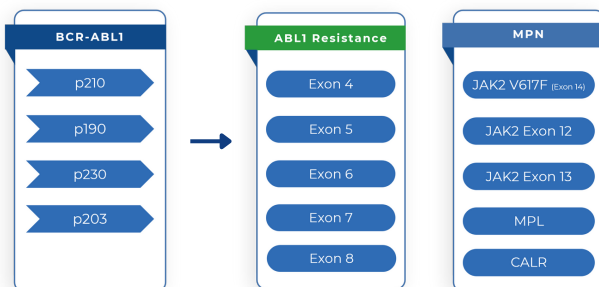 BCR-ABL1
p210
p190
p230
p203
ABL1 Resistance
Exon 4
Exon 5
Exon 6
Exon 7
Exon 8
MPN
JAK2 V617F (Exon 14)
JAK2 Exon 12
JAK2 Exon 13
MPL
CALR